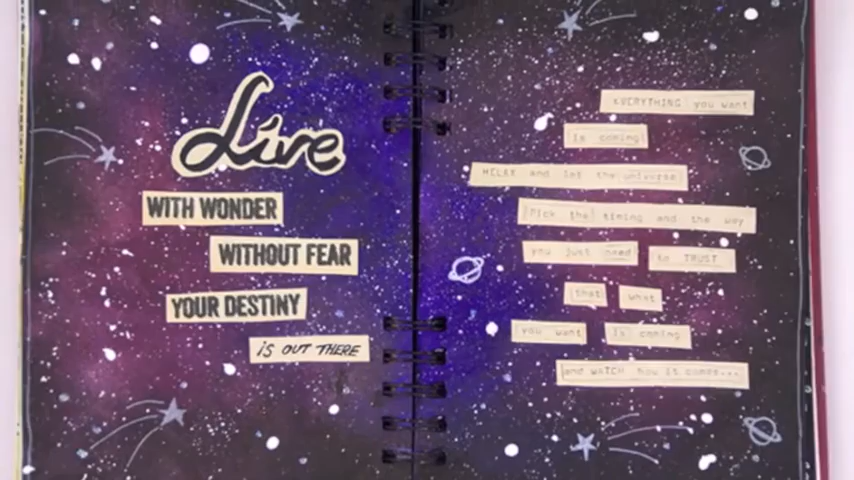 Live
WITH WONDER
WITHOUT FEAR
YOUR DESTINY
iS OUT THERE
EVERYTHING you want
is coming
RELAX and let the universe
Pick the timing and the way
you just need to TRUST
that what
you want is coming
and WATCH how it comes...